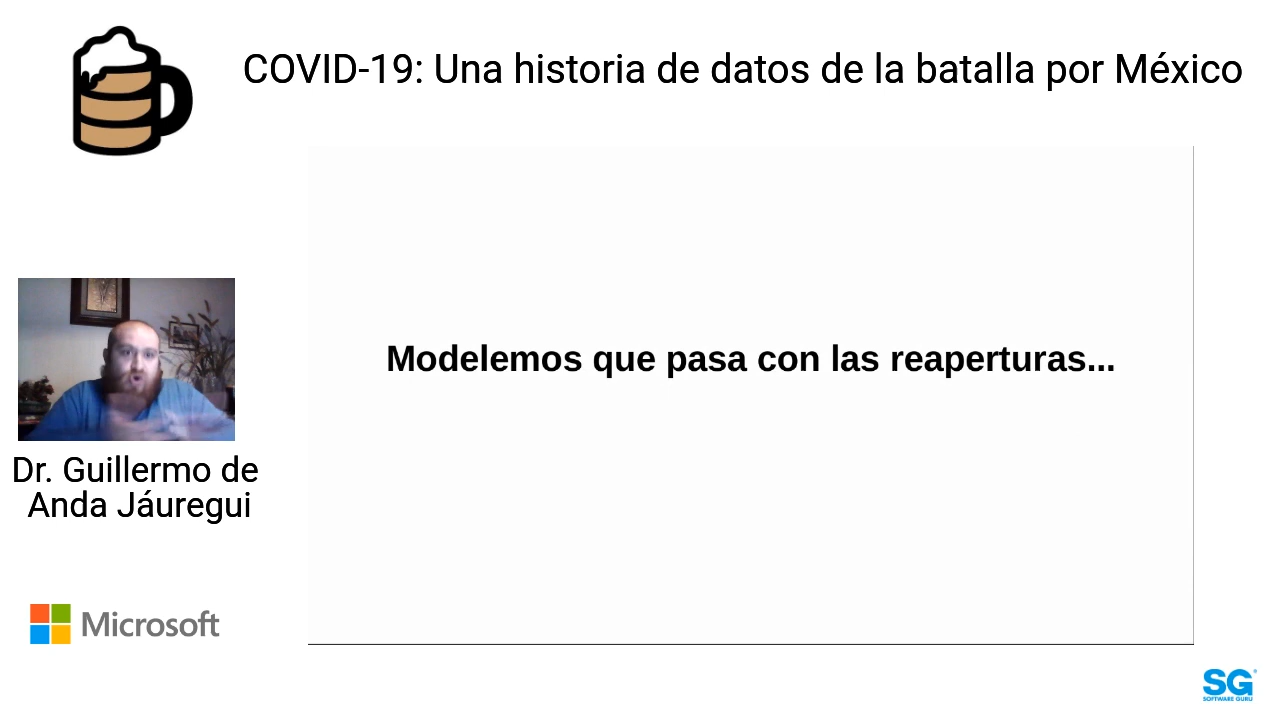 COVID-19: Una historia de datos de la batalla por México
Modelemos que pasa con las reaperturas...
Dr. Guillermo de
Anda Jáuregui
Microsoft
SG
SOFTWARE GURU